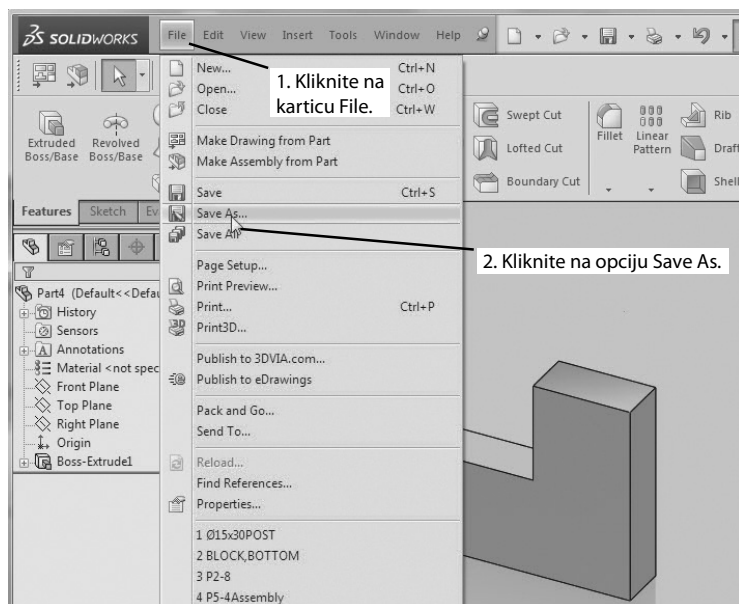 SOLIDWORKS
File Edit View Insert Tools Window Help
New... Ctrl+N
Open... Ctrl+O
Close Ctrl+W
1. Kliknite na
karticu File.
Make Drawing from Part
Make Assembly from Part
Save Ctrl+S
Save As...
Save All
2. Kliknite na opciju Save As.
Page Setup...
Print Preview...
Print... Ctrl+P
Print3D...
Publish to 3DVIA.com...
Publish to eDrawings
Pack and Go...
Send To...
Reload...
Find References...
Properties...
1 Ø15x30POST
2 BLOCK,BOTTOM
3 P2-8
4 P5-4Assembly
Extruded
Boss/Base
Revolved
Boss/Base
Swept Cut
Lofted Cut
Boundary Cut
Fillet
Linear
Pattern
Rib
Draft
Shell
Features Sketch Ev
Part4 (Default<<Defau
History
Sensors
Annotations
Material <not spec
Front Plane
Top Plane
Right Plane
Origin
Boss-Extrude1